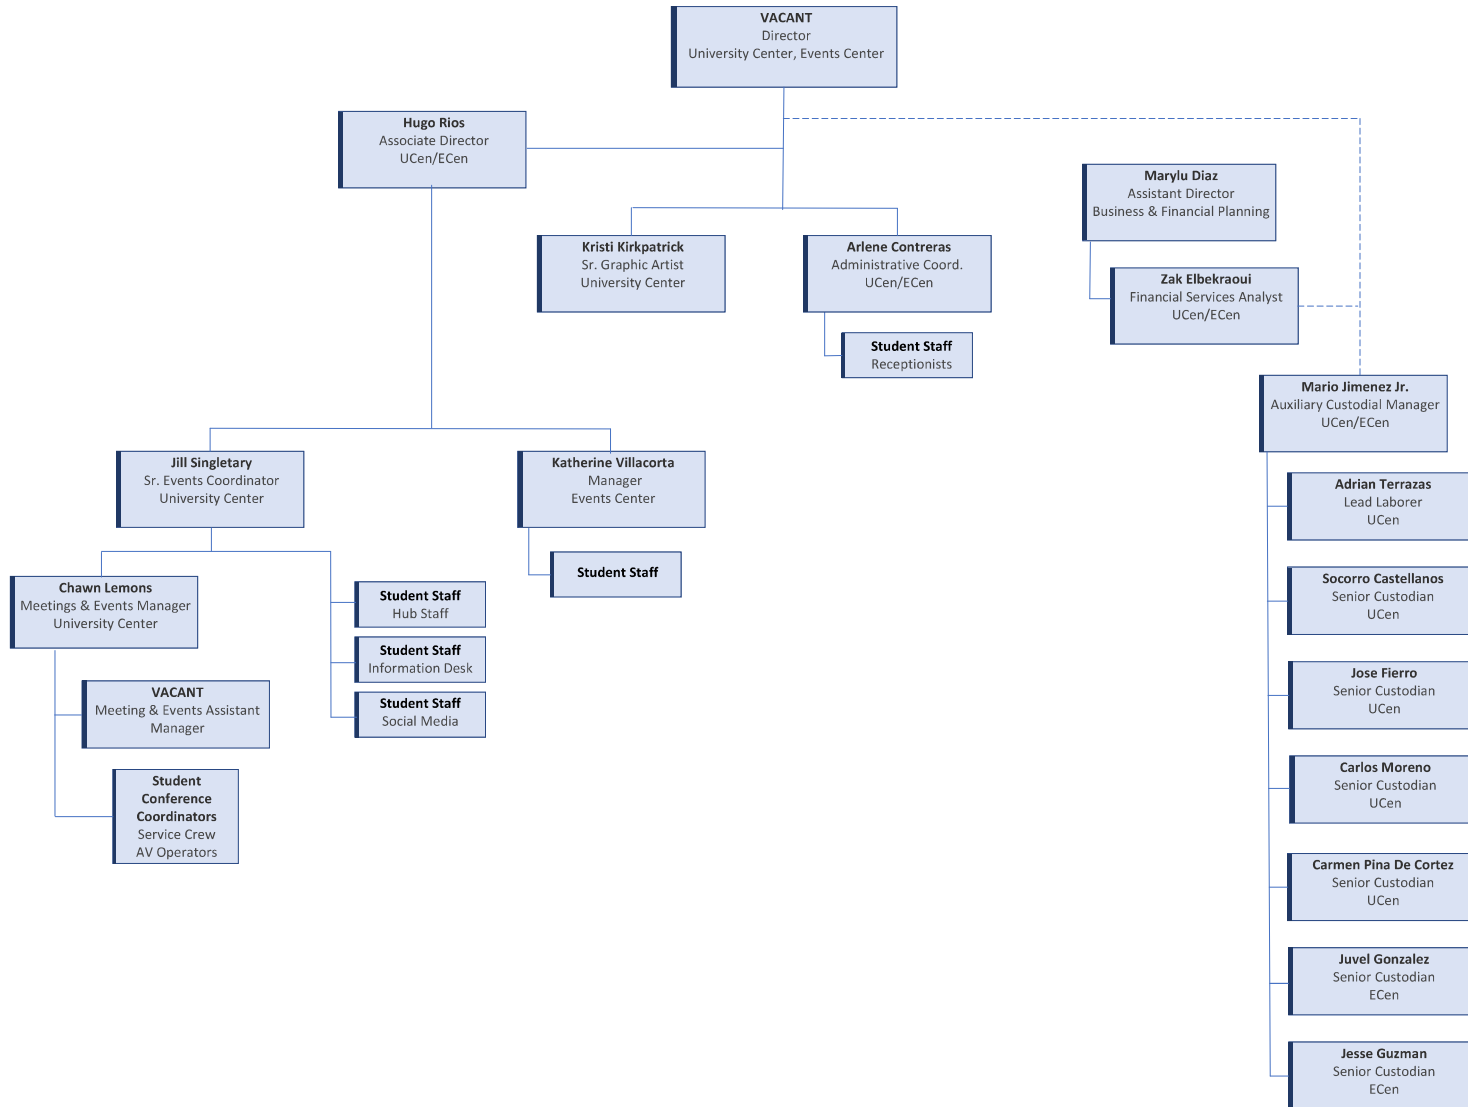 VACANT
Director
University Center, Events Center
Hugo Rios
Associate Director
UCen/ECen
Marylu Diaz
Assistant Director
Business & Financial Planning
Kristi Kirkpatrick
Sr. Graphic Artist
University Center
Arlene Contreras
Administrative Coord.
UCen/ECen
Zak Elbekraoui
Financial Services Analyst
UCen/ECen
Student Staff
Receptionists
Mario Jimenez Jr.
Auxiliary Custodial Manager
UCen/ECen
Jill Singletary
Sr. Events Coordinator
University Center
Katherine Villacorta
Manager
Events Center
Adrian Terrazas
Lead Laborer
UCen
Student Staff
Chawn Lemons
Meetings & Events Manager
University Center
Student Staff
Hub Staff
Socorro Castellanos
Senior Custodian
UCen
Student Staff
Information Desk
Jose Fierro
Senior Custodian
UCen
VACANT
Meeting & Events Assistant
Manager
Student Staff
Social Media
Carlos Moreno
Senior Custodian
UCen
Student
Conference
Coordinators
Service Crew
AV Operators
Carmen Pina De Cortez
Senior Custodian
UCen
Juvel Gonzalez
Senior Custodian
ECen
Jesse Guzman
Senior Custodian
ECen